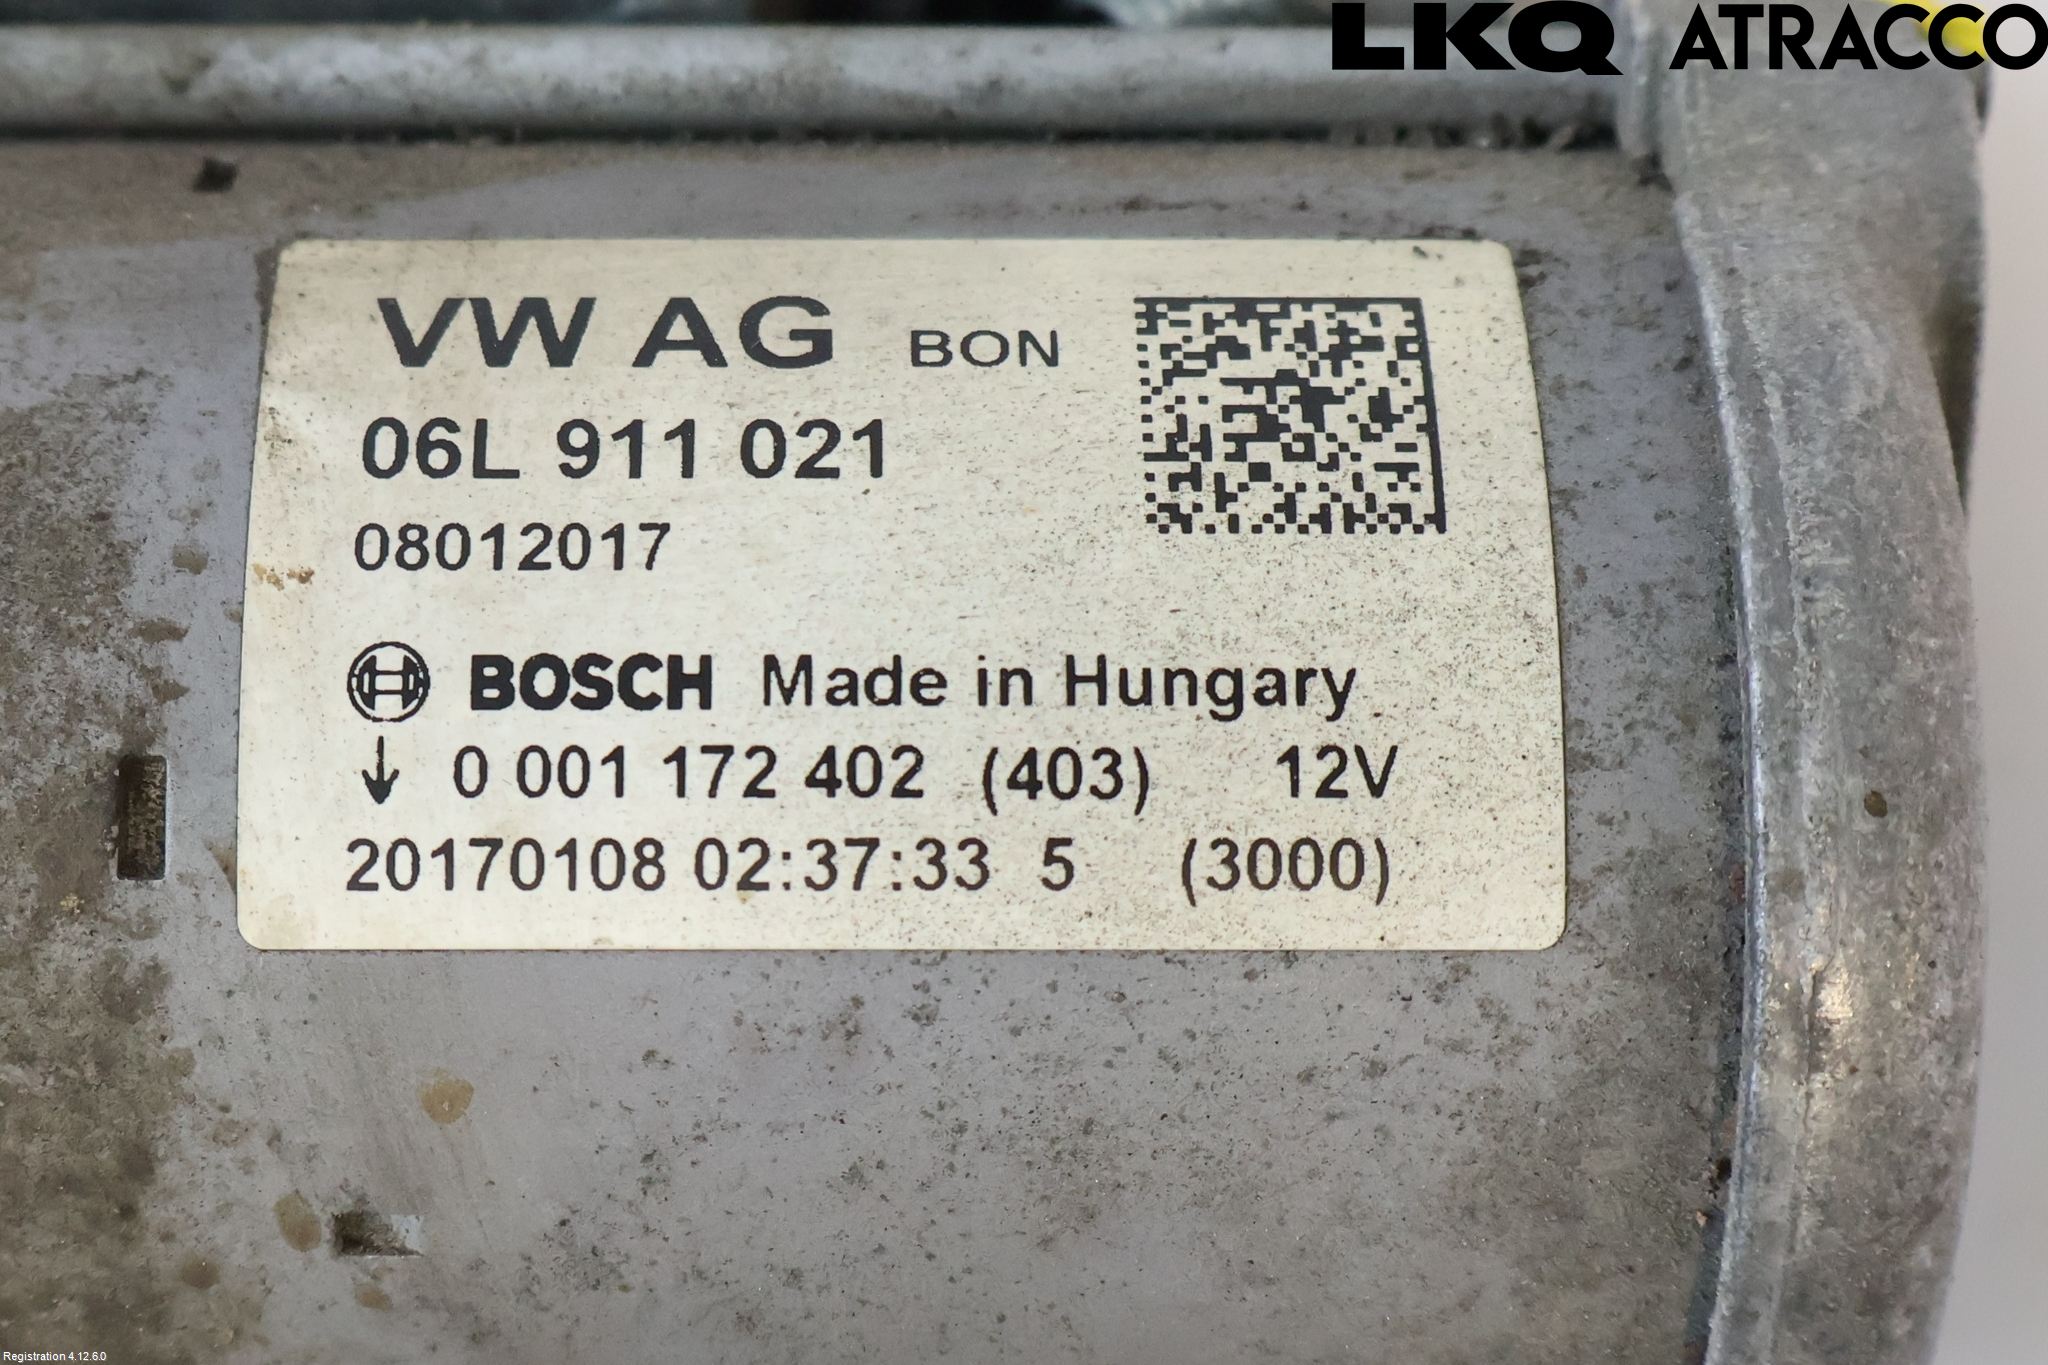 LKQ ATRACCO
VW AG BON
06L 911 021
08012017
BOSCH Made in Hungary
↓ 0 001 172 402 (403) 12V
20170108 02:37:33 5 (3000)
Registration 4.12.6.0